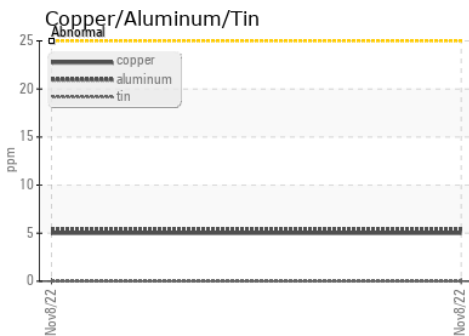 Copper/Aluminum/Tin
Abnormal
25
copper
aluminum
tin
20
15
ppm
10
5
0
Nov8/22
Nov8/22